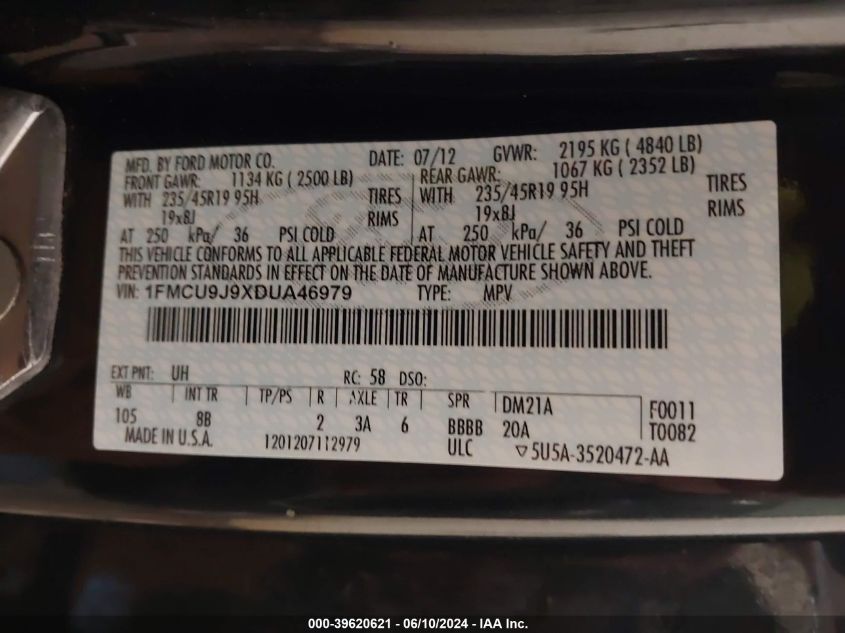 MFD. BY FORD MOTOR CO. DATE: 07/12 GVWR: 2195 KG ( 4840 LB)
FRONT GAWR: 1134 KG ( 2500 LB) REAR GAWR: 1067 KG ( 2352 LB)
WITH 235/45R19 95H TIRES WITH 235/45R19 95H TIRES
19x8J RIMS 19x8J RIMS
AT 250 kPa/ 36 PSI COLD AT 250 kPa/ 36 PSI COLD
THIS VEHICLE CONFORMS TO ALL APPLICABLE FEDERAL MOTOR VEHICLE SAFETY AND THEFT
PREVENTION STANDARDS IN EFFECT ON THE DATE OF MANUFACTURE SHOWN ABOVE.
VIN: 1FMCU9J9XDUA46979 TYPE: MPV
EXT PNT: UH RC: 58 DSO:
WB INT TR TP/PS R AXLE TR SPR DM21A F0011
105 8B 2 3A 6 BBBB 20A T0082
MADE IN U.S.A. 1201207112979 ULC ▽5U5A-3520472-AA
000-39620621 - 06/10/2024 - IAA Inc.